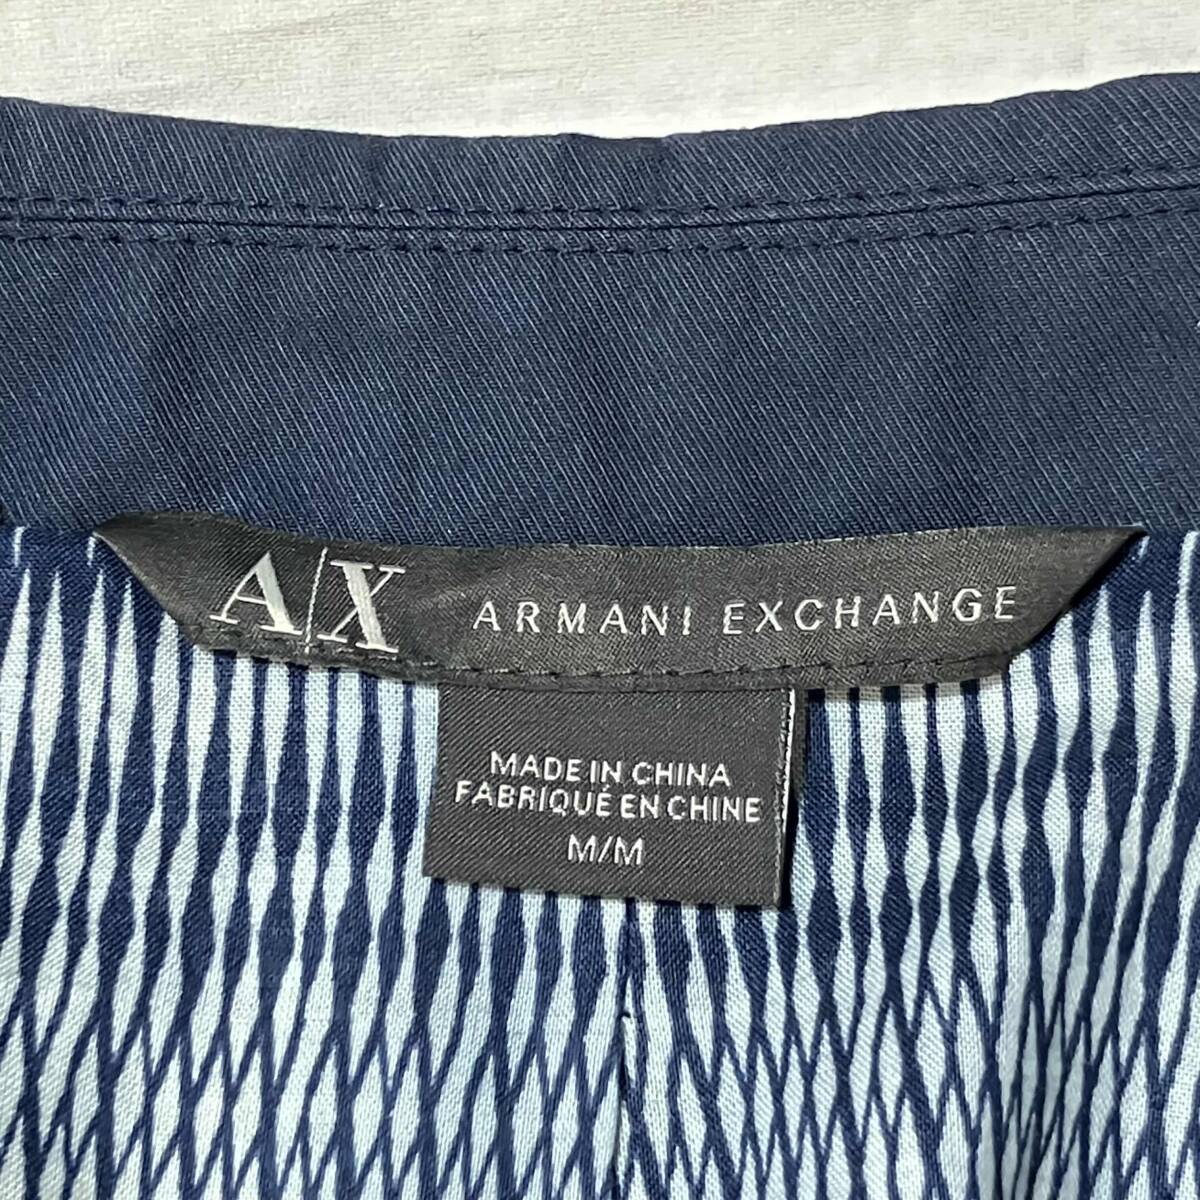 A|X ARMANI EXCHANGE
MADE IN CHINA
FABRIQUÉ EN CHINE
M/M